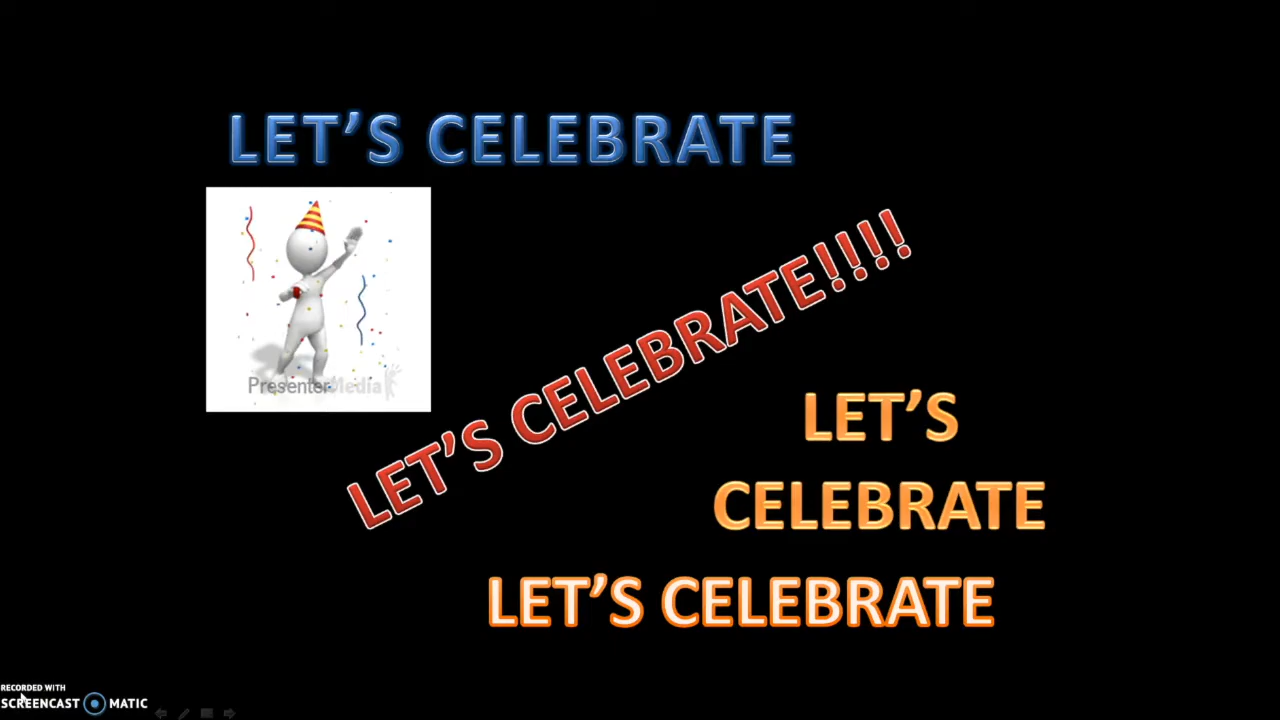 LET’S CELEBRATE
LET’S CELEBRATE!!!!
PresenterMedia
LET’S
CELEBRATE
LET’S CELEBRATE
RECORDED WITH
SCREENCAST MATIC